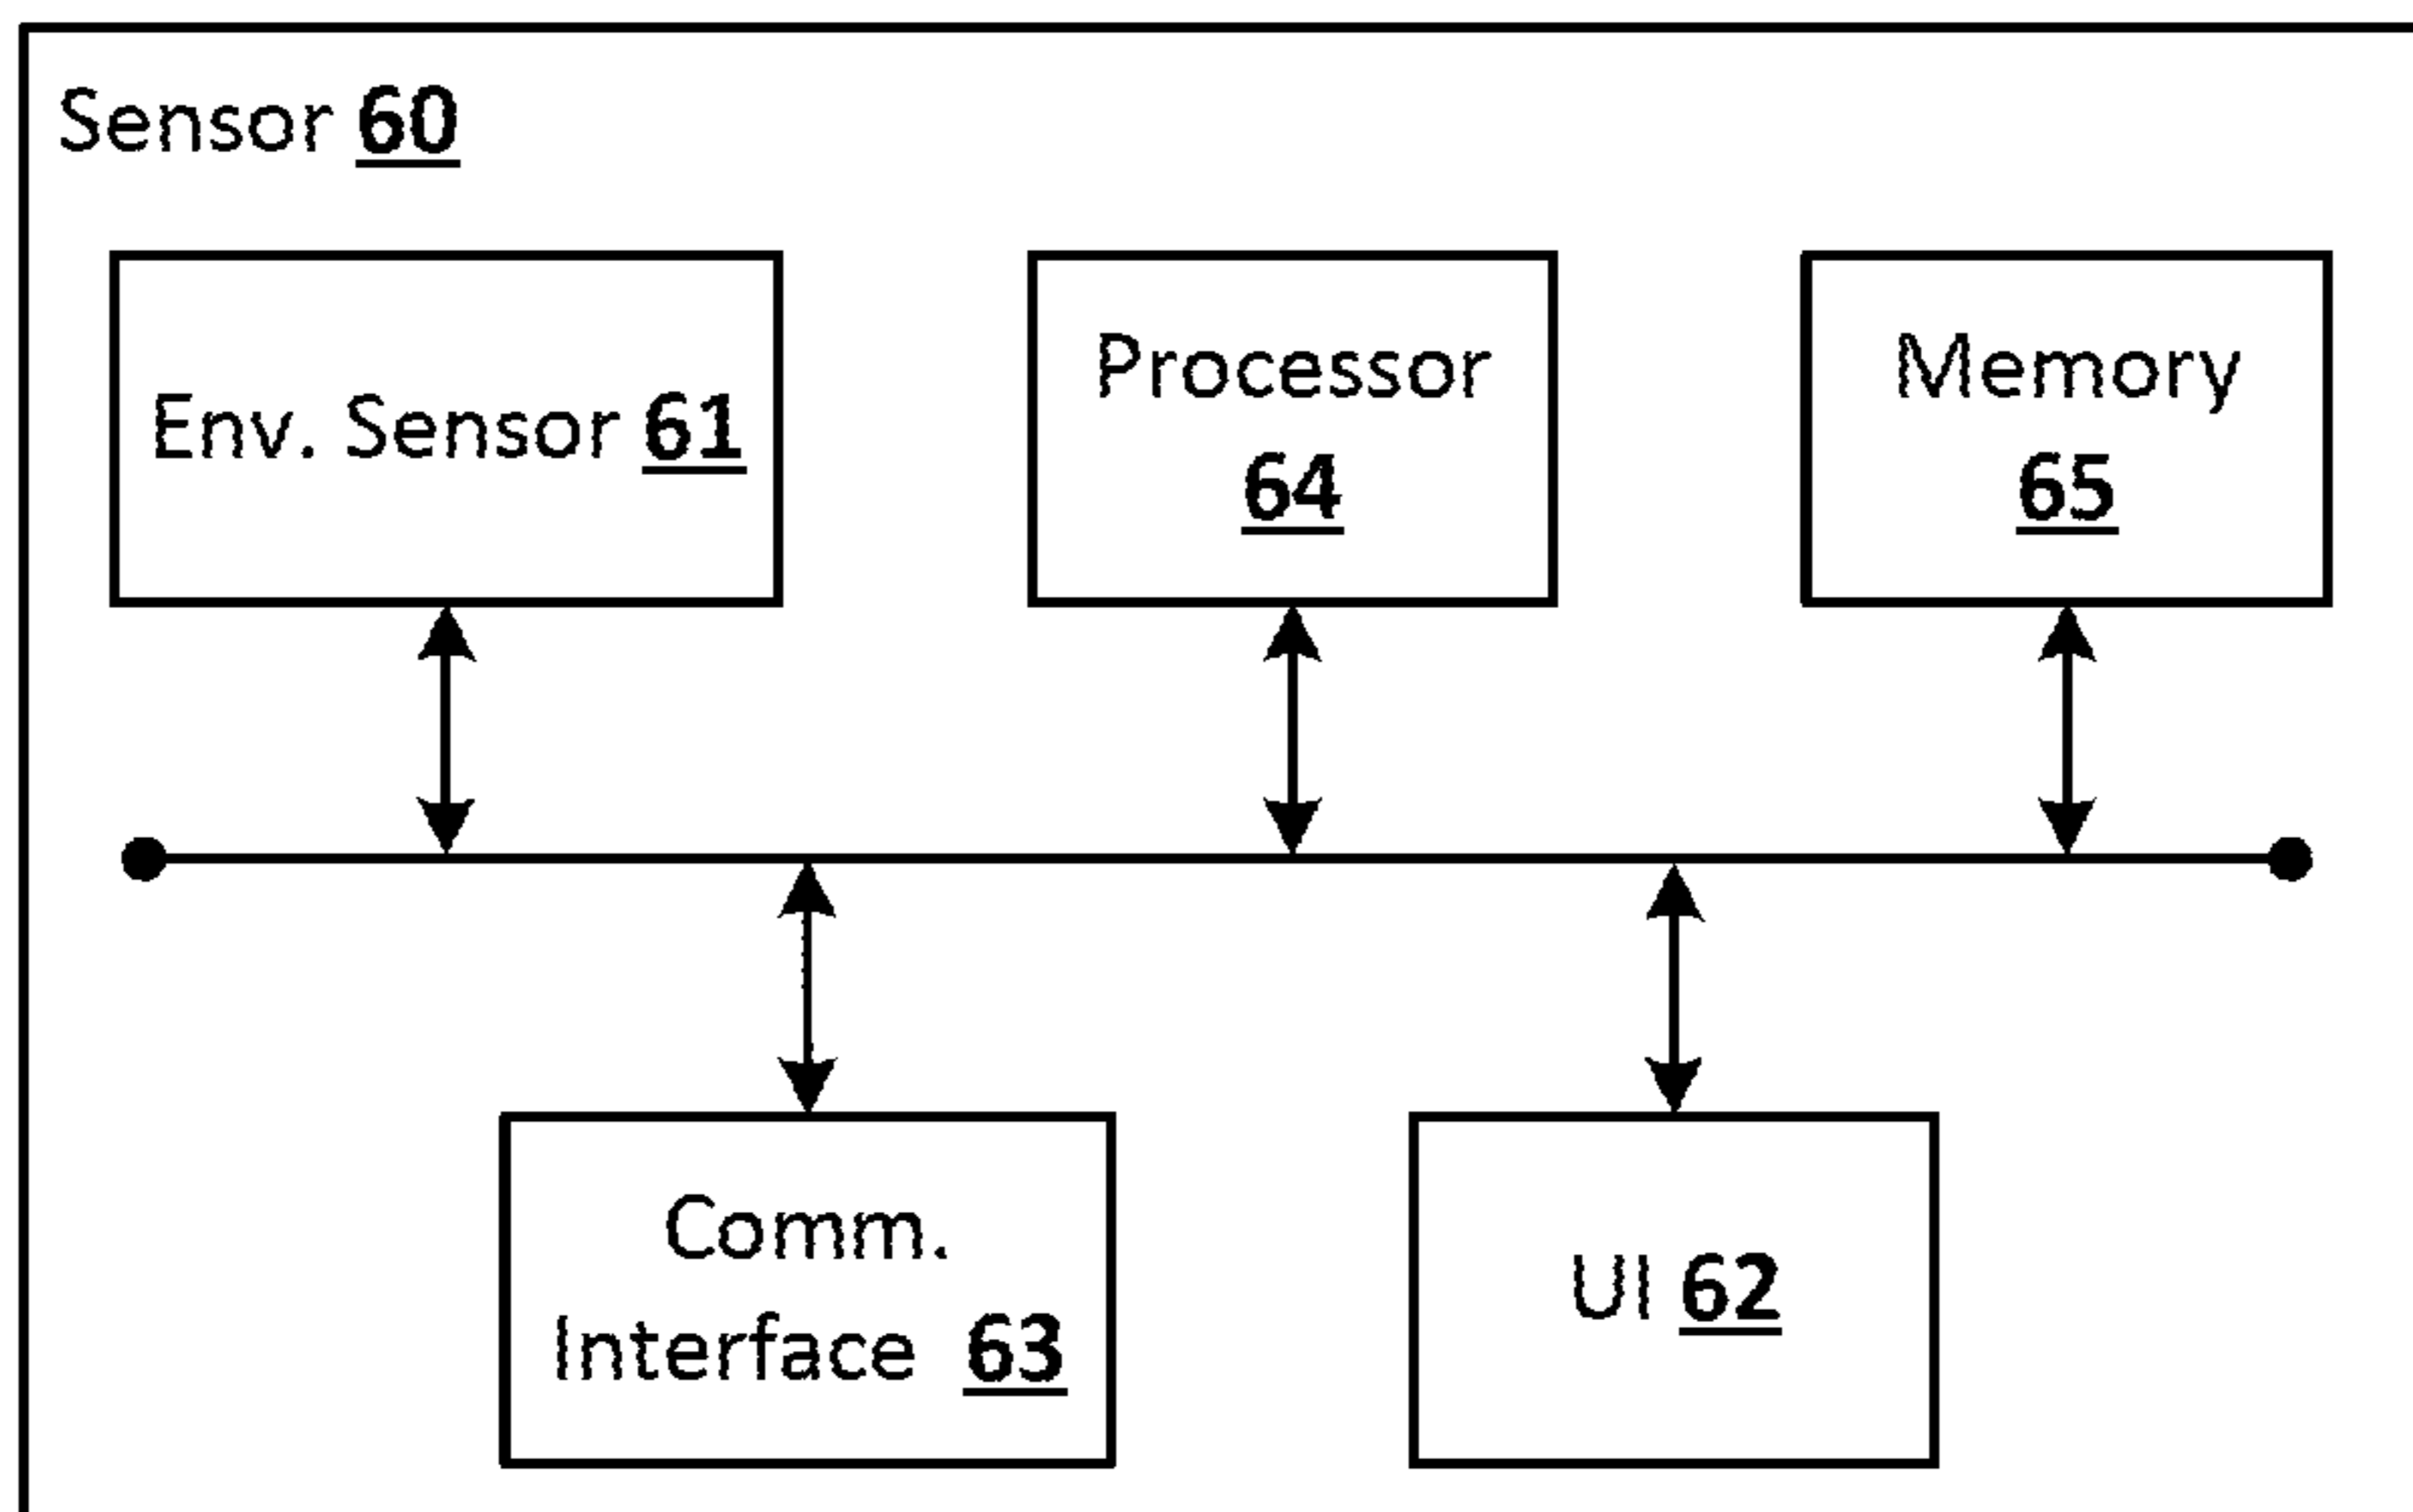 Sensor 60
Env. Sensor 61
Processor
64
Memory
65
Comm.
Interface 63
UI 62